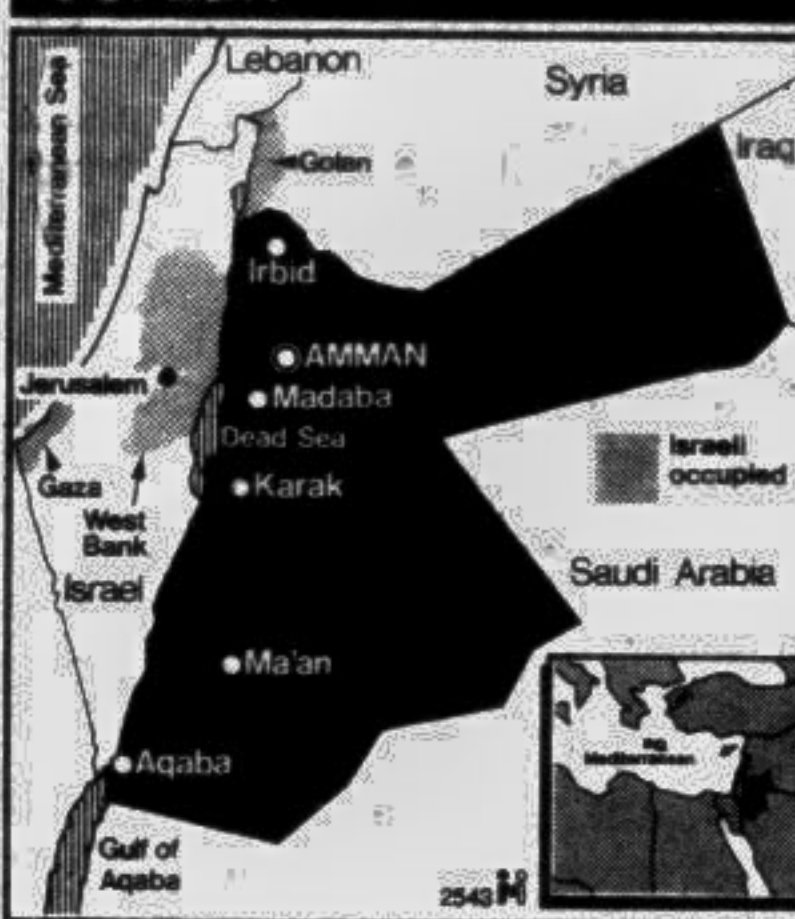 Mediterranean Sea
Lebanon
Syria
Iraq
Golan
Irbid
AMMAN
Jerusalem
Madaba
Dead Sea
Israeli
occupied
Gaza
Karak
West
Bank
Israel
Saudi Arabia
Ma'an
Mediterranean
Aqaba
Gulf of
Aqaba
2543